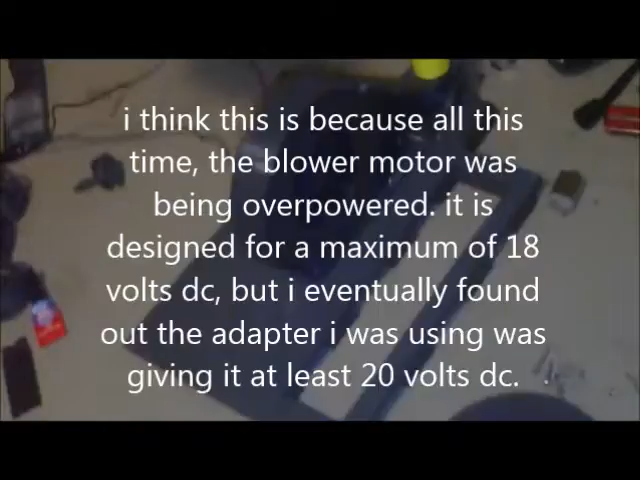 i think this is because all this
time, the blower motor was
being overpowered. it is
designed for a maximum of 18
volts dc, but i eventually found
out the adapter i was using was
giving it at least 20 volts dc.